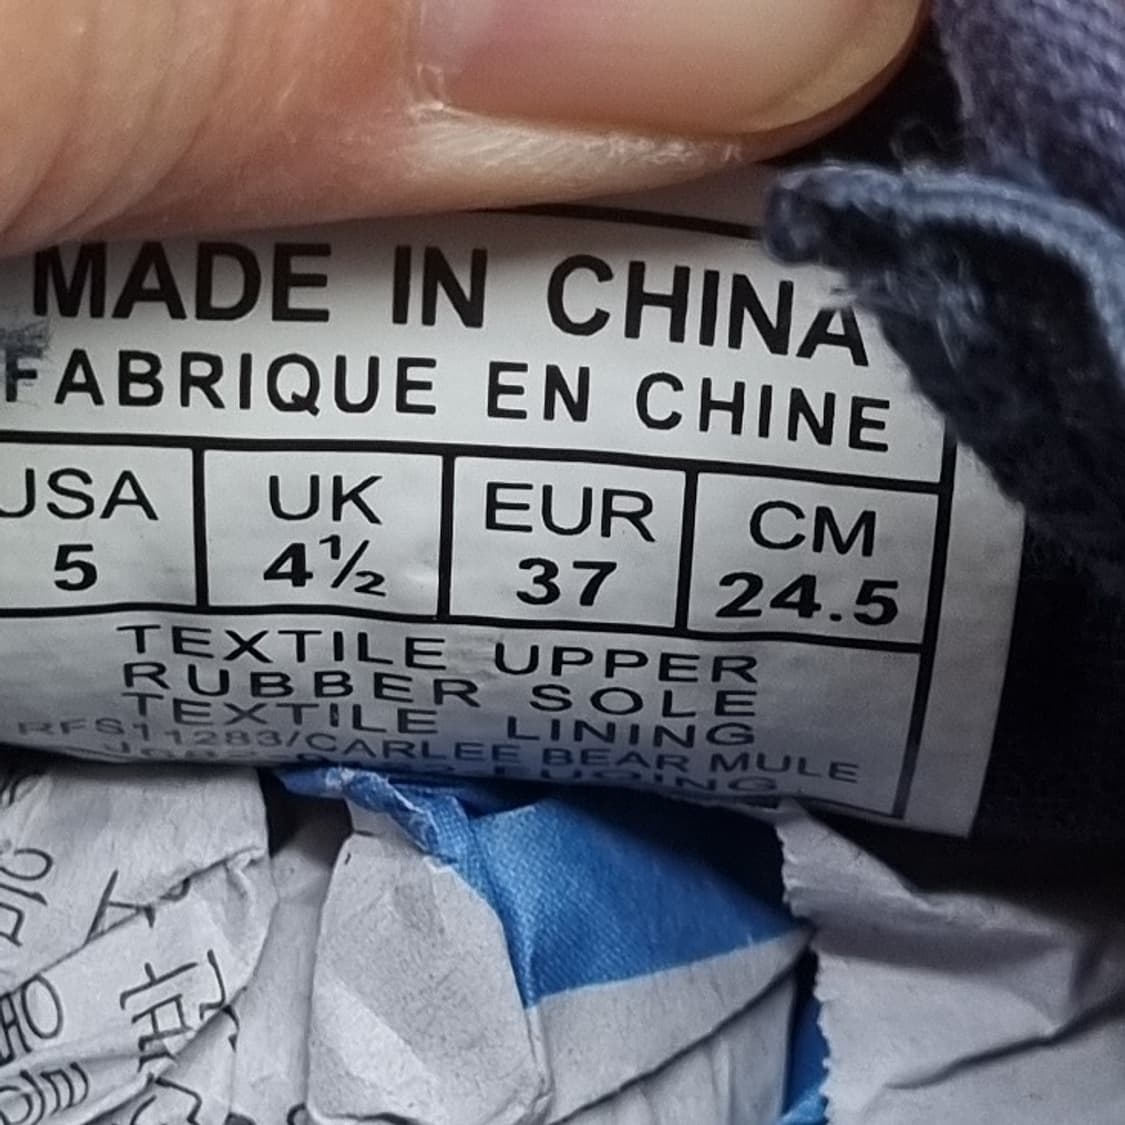 MADE IN CHINA
FABRIQUE EN CHINE
USA UK EUR CM
5 4½ 37 24.5
TEXTILE UPPER
RUBBER SOLE
TEXTILE LINING
RFS11283/CARLEE BEAR MULE